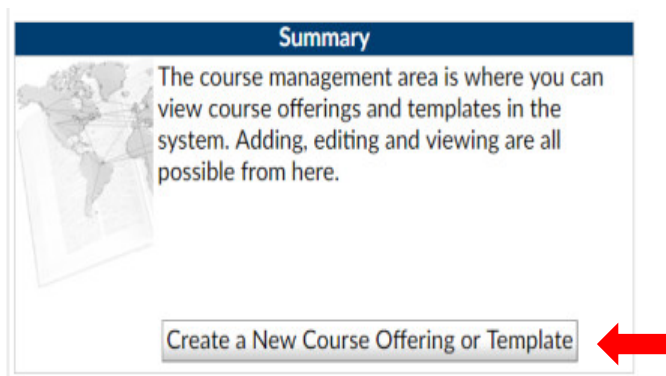 Summary
The course management area is where you can
view course offerings and templates in the
system. Adding, editing and viewing are all
possible from here.
Create a New Course Offering or Template